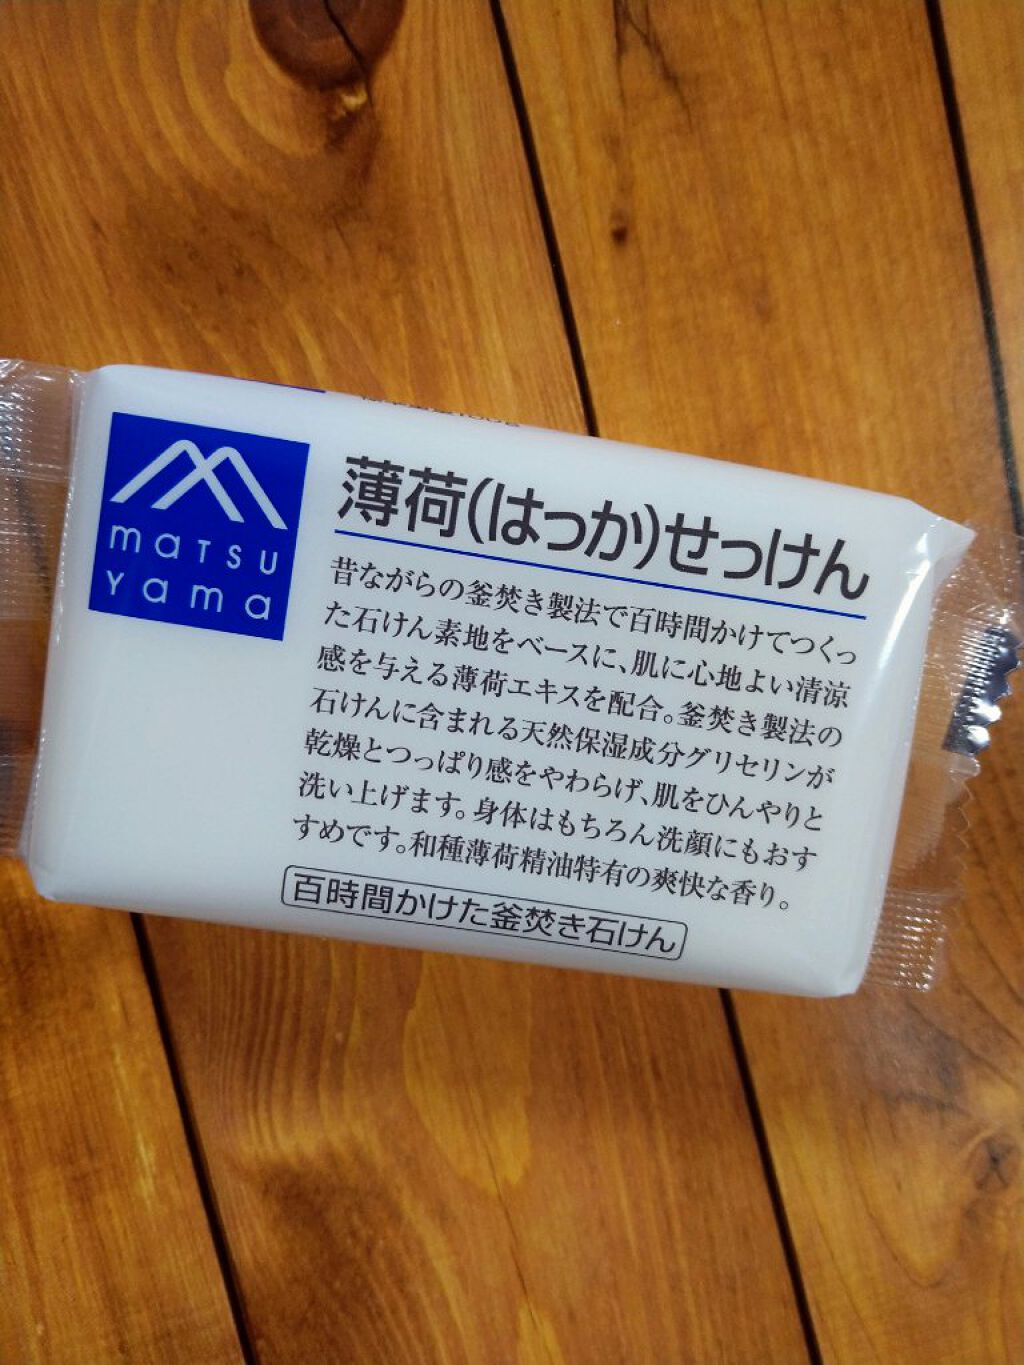 matsu
yama
薄荷(はっか)せっけん
昔ながらの釜焚き製法で百時間かけてつくっ
た石けん素地をベースに、肌に心地よい清涼
感を与える薄荷エキスを配合。釜焚き製法の
石けんに含まれる天然保湿成分グリセリンが
乾燥とつっぱり感をやわらげ、肌をひんやりと
洗い上げます。身体はもちろん洗顔にもおす
すめです。和種薄荷精油特有の爽快な香り。
百時間かけた釜焚き石けん